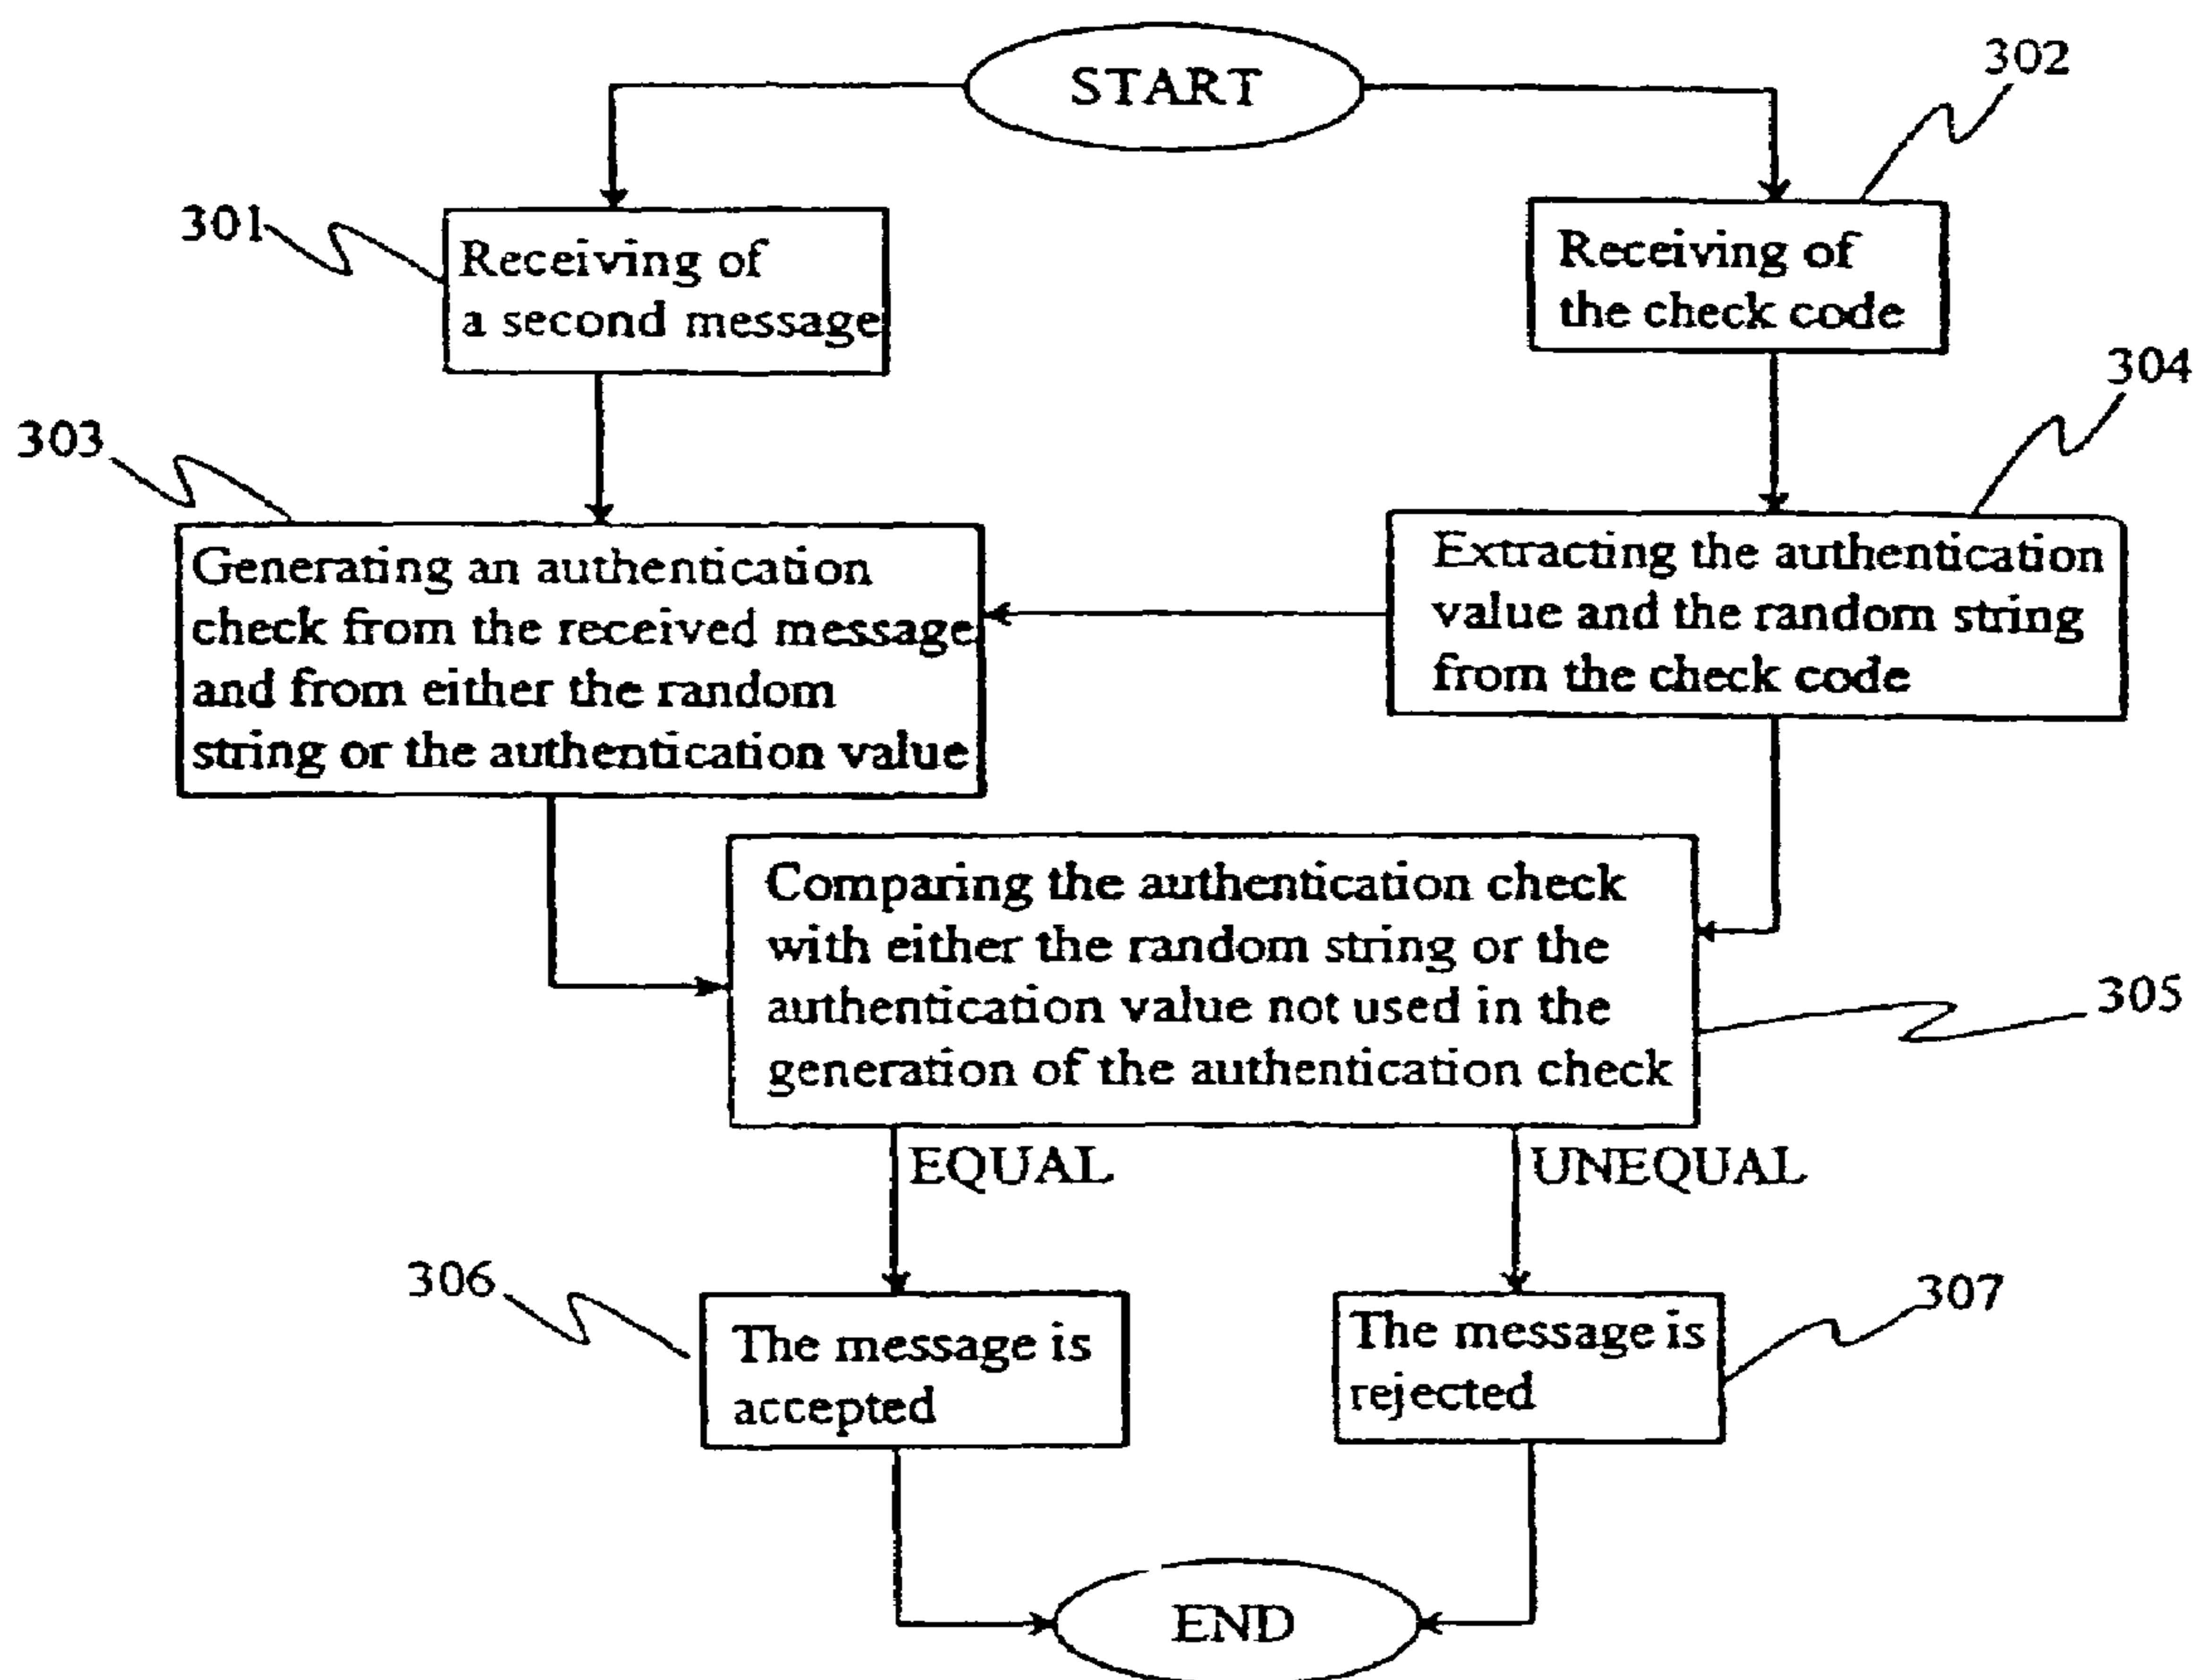 START
302
301
Receiving of
a second message
Receiving of
the check code
304
303
Generating an authentication
check from the received message
and from either the random
string or the authentication value
Extracting the authentication
value and the random string
from the check code
Comparing the authentication check
with either the random string or the
authentication value not used in the
generation of the authentication check
305
EQUAL
UNEQUAL
306
The message is
accepted
The message is
rejected
307
END